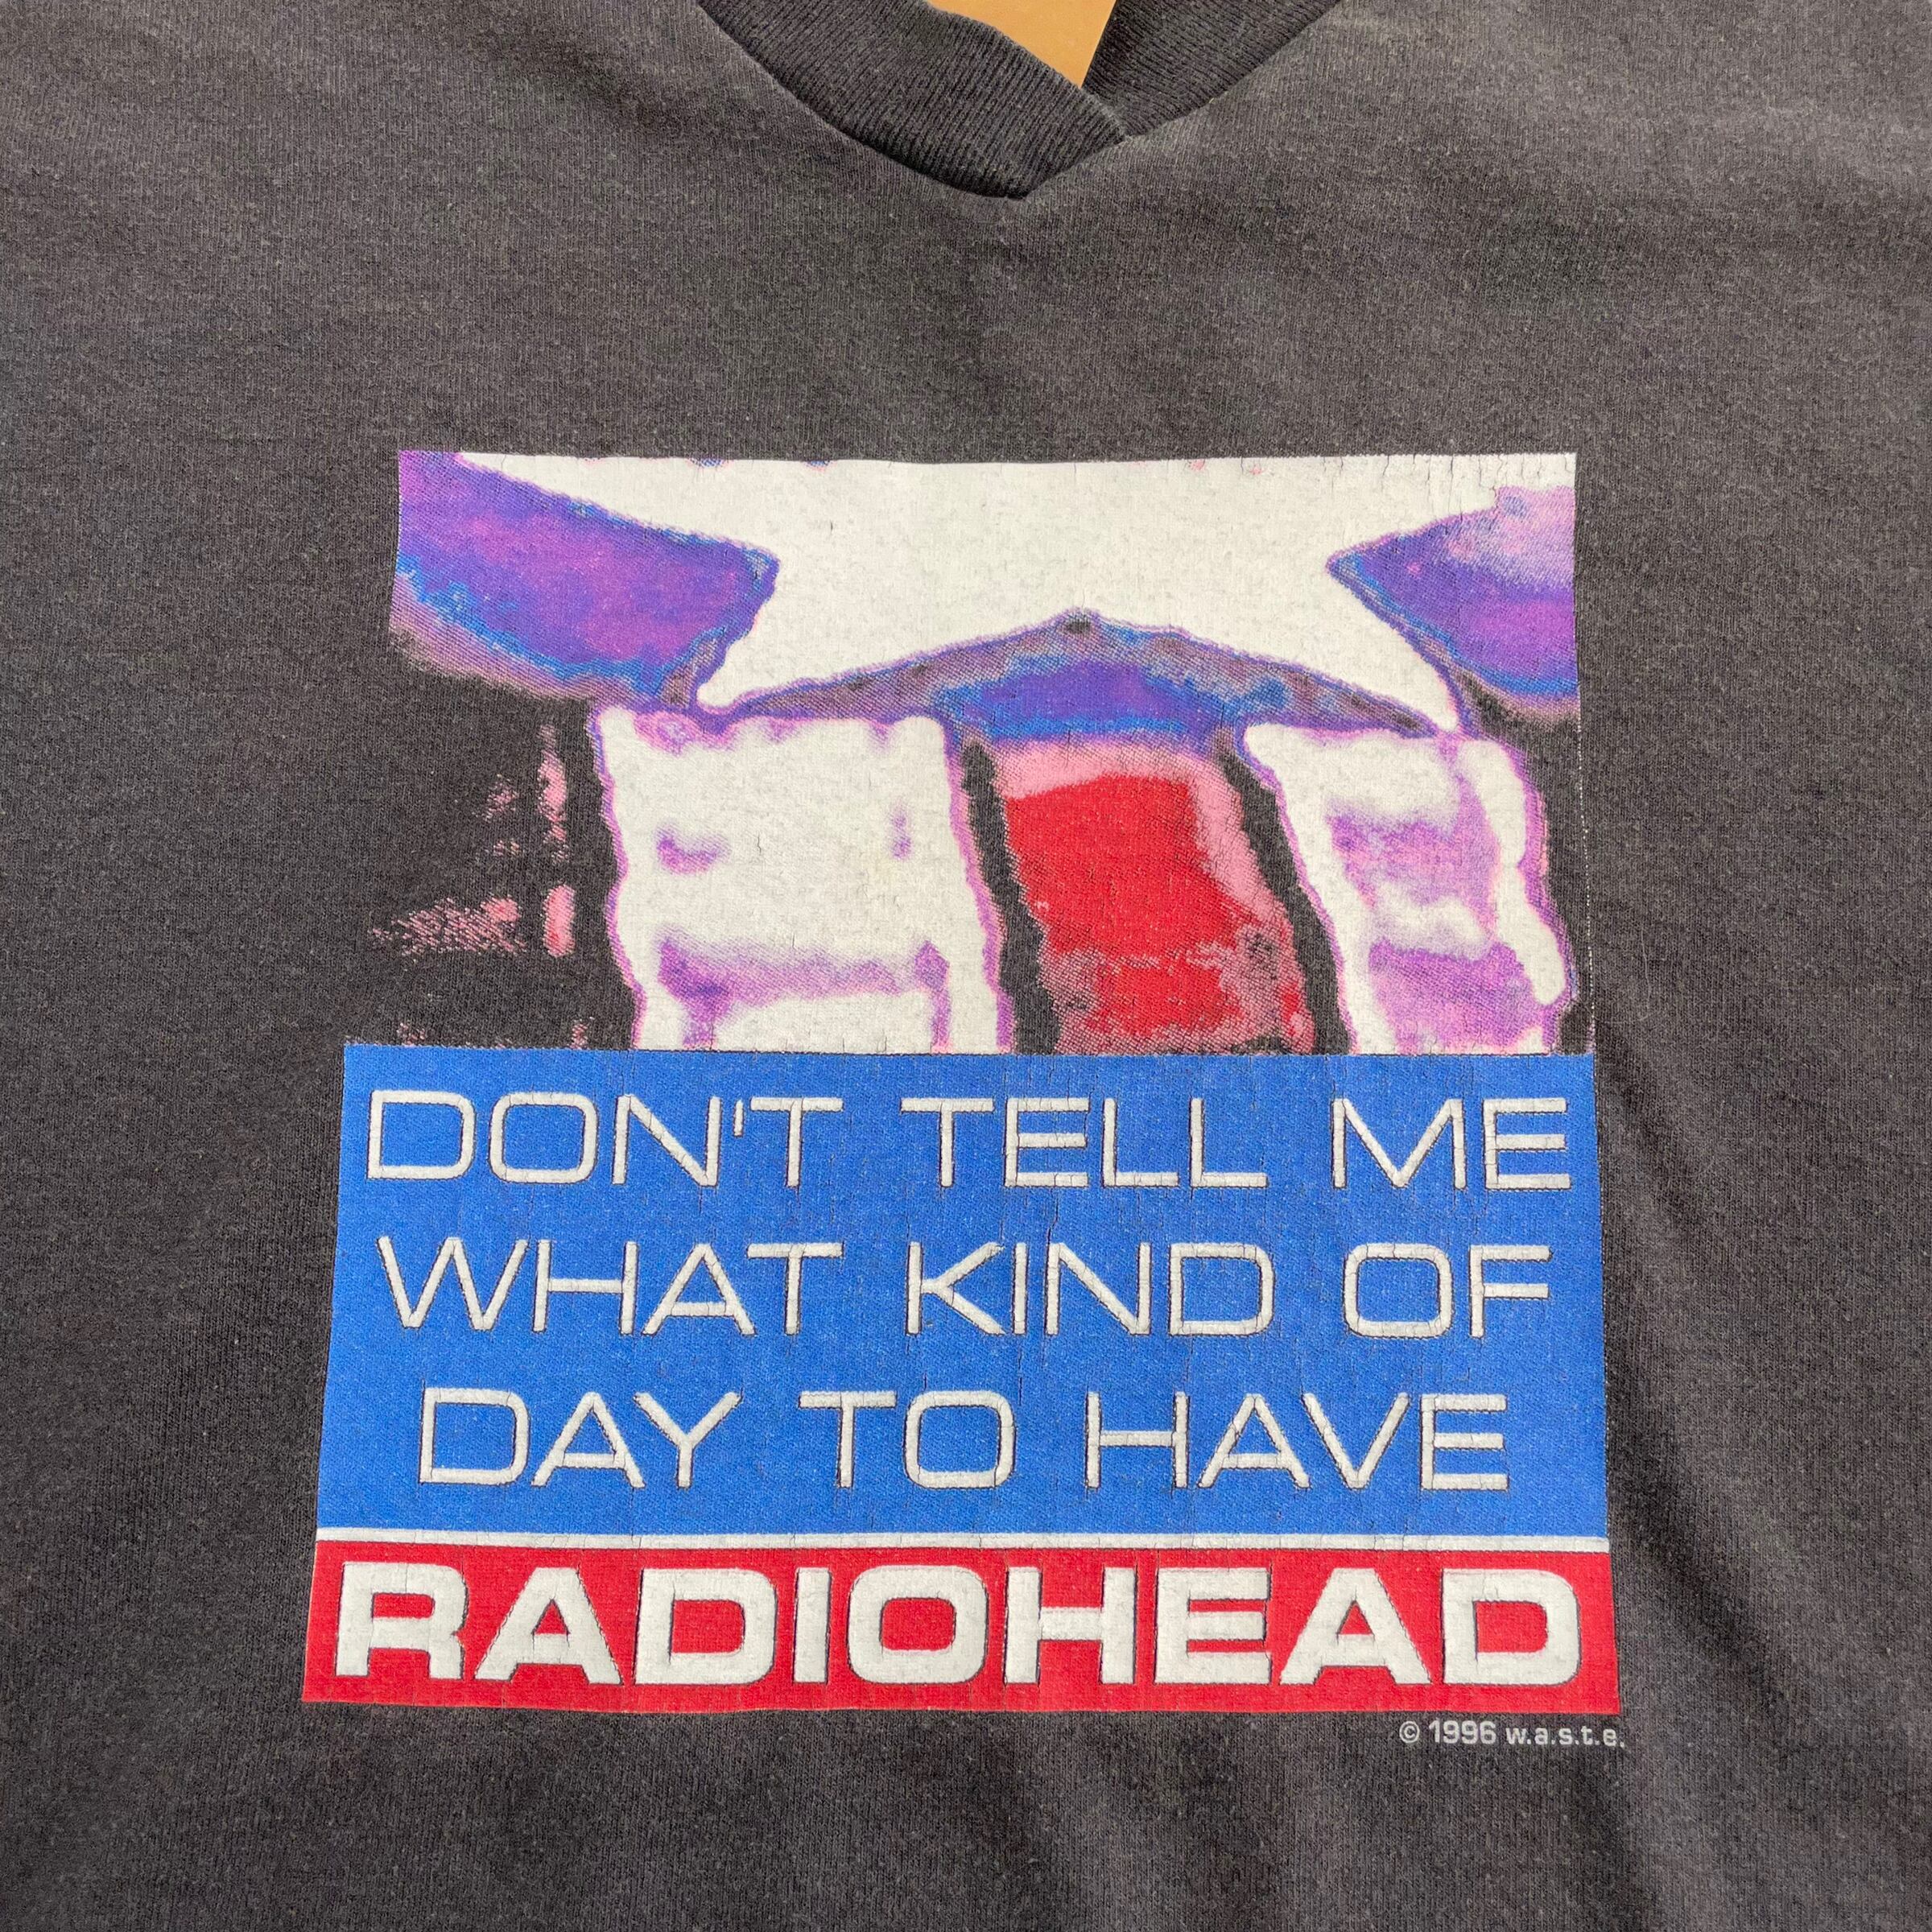 DON'T TELL ME
WHAT KIND OF
DAY TO HAVE
RADIOHEAD
© 1996 w.a.s.t.e.